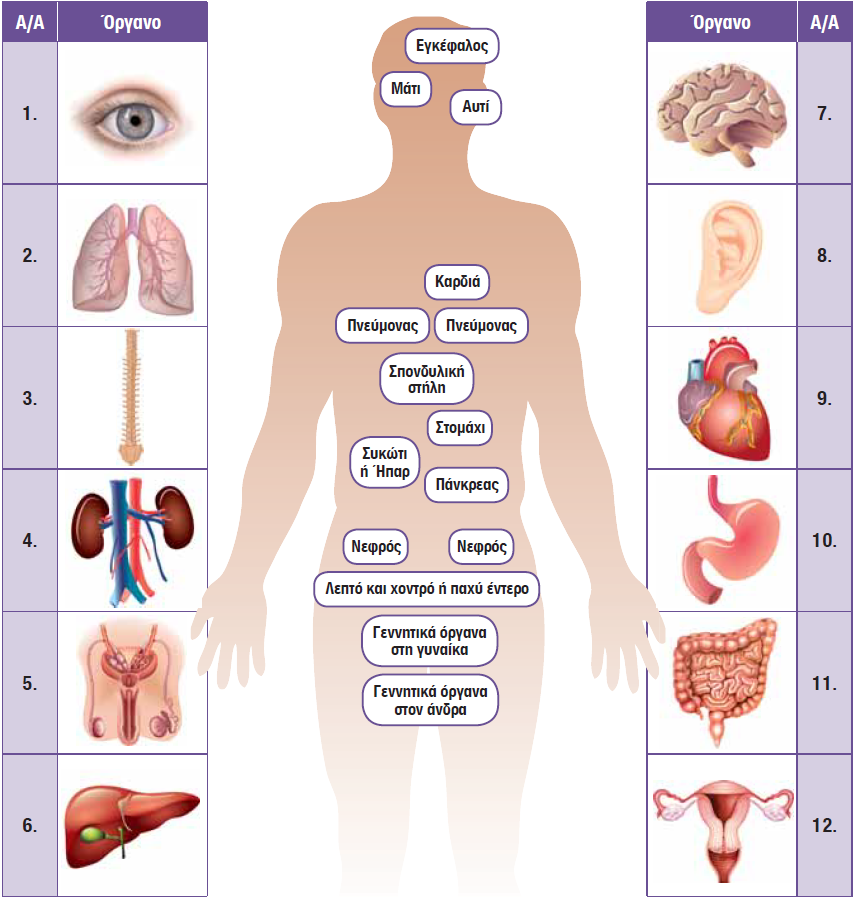 Α/Α Όργανο
1.
2.
3.
4.
5.
6.
Εγκέφαλος
Μάτι
Αυτί
Καρδιά
Πνεύμονας Πνεύμονας
Σπονδυλική
στήλη
Στομάχι
Συκώτι
ή Ήπαρ
Πάνκρεας
Νεφρός Νεφρός
Λεπτό και χοντρό ή παχύ έντερο
Γεννητικά όργανα
στη γυναίκα
Γεννητικά όργανα
στον άνδρα
Όργανο Α/Α
7.
8.
9.
10.
11.
12.